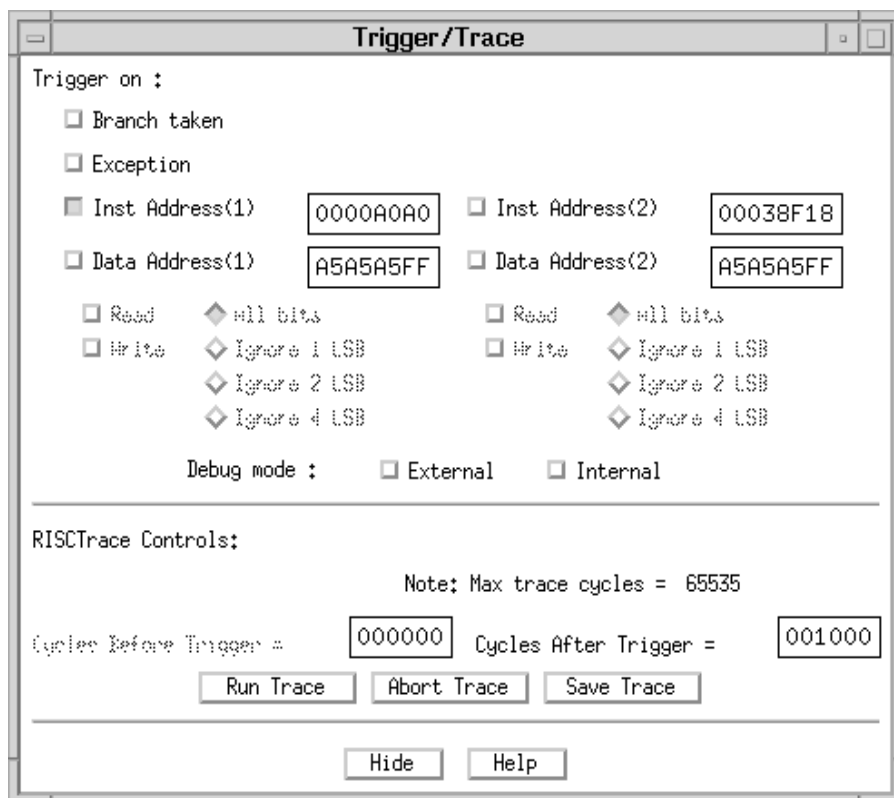 Trigger/Trace
Trigger on :
Branch taken
Exception
Inst Address(1) 0000A0A0 Inst Address(2) 00038F18
Data Address(1) A5A5A5FF Data Address(2) A5A5A5FF
Read All bits Read All bits
Write Ignore 1 LSB Write Ignore 1 LSB
Ignore 2 LSB Ignore 2 LSB
Ignore 4 LSB Ignore 4 LSB
Debug mode : External Internal
RISCTrace Controls:
Note: Max trace cycles = 65535
Cycles Before Trigger = 000000 Cycles After Trigger = 001000
Run Trace Abort Trace Save Trace
Hide Help